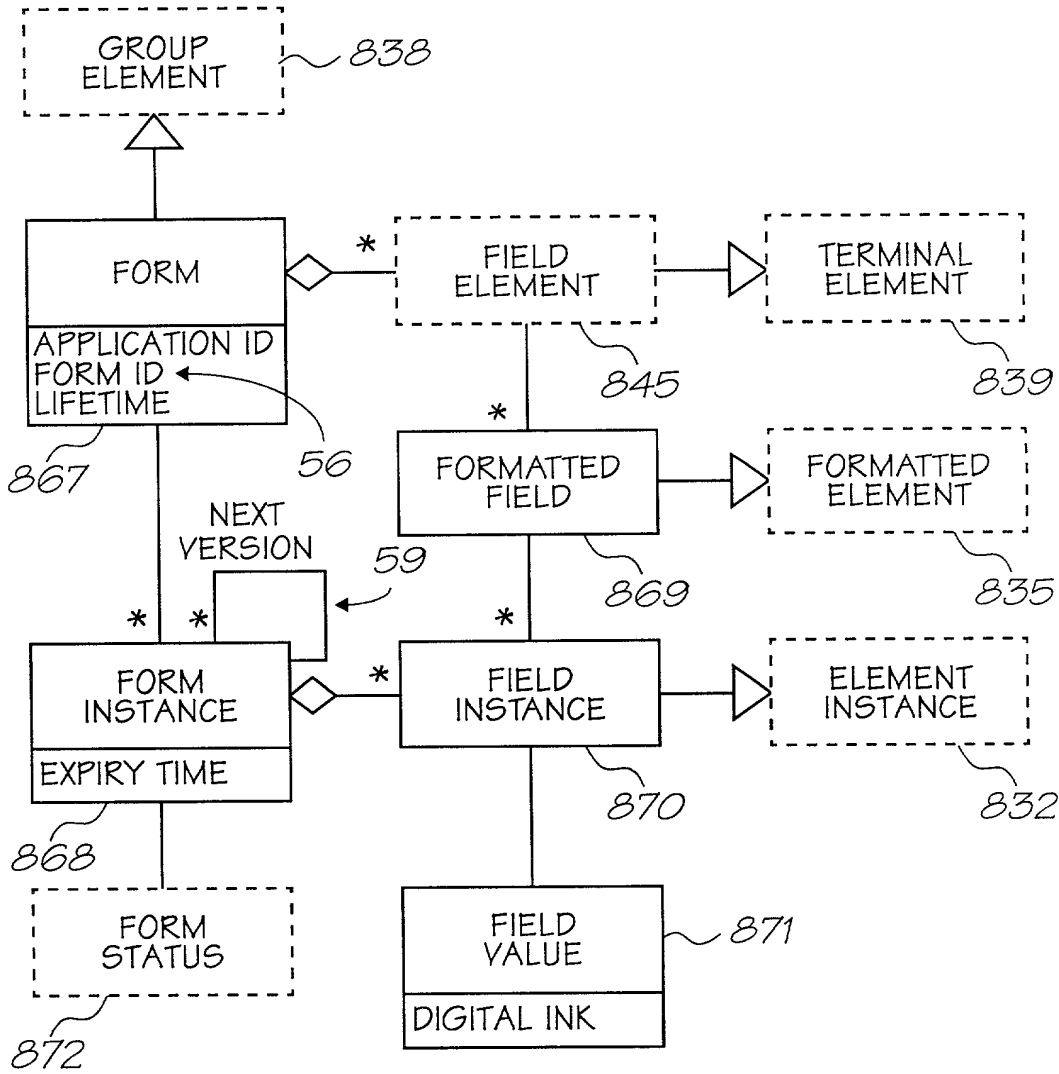 GROUP
ELEMENT
838
FORM
APPLICATION ID
FORM ID
LIFETIME
867
56
*
FIELD
ELEMENT
845
TERMINAL
ELEMENT
839
*
FORMATTED
FIELD
869
FORMATTED
ELEMENT
835
NEXT
VERSION
59
*
*
*
FORM
INSTANCE
EXPIRY TIME
868
*
FIELD
INSTANCE
870
ELEMENT
INSTANCE
832
FORM
STATUS
872
FIELD
VALUE
DIGITAL INK
871